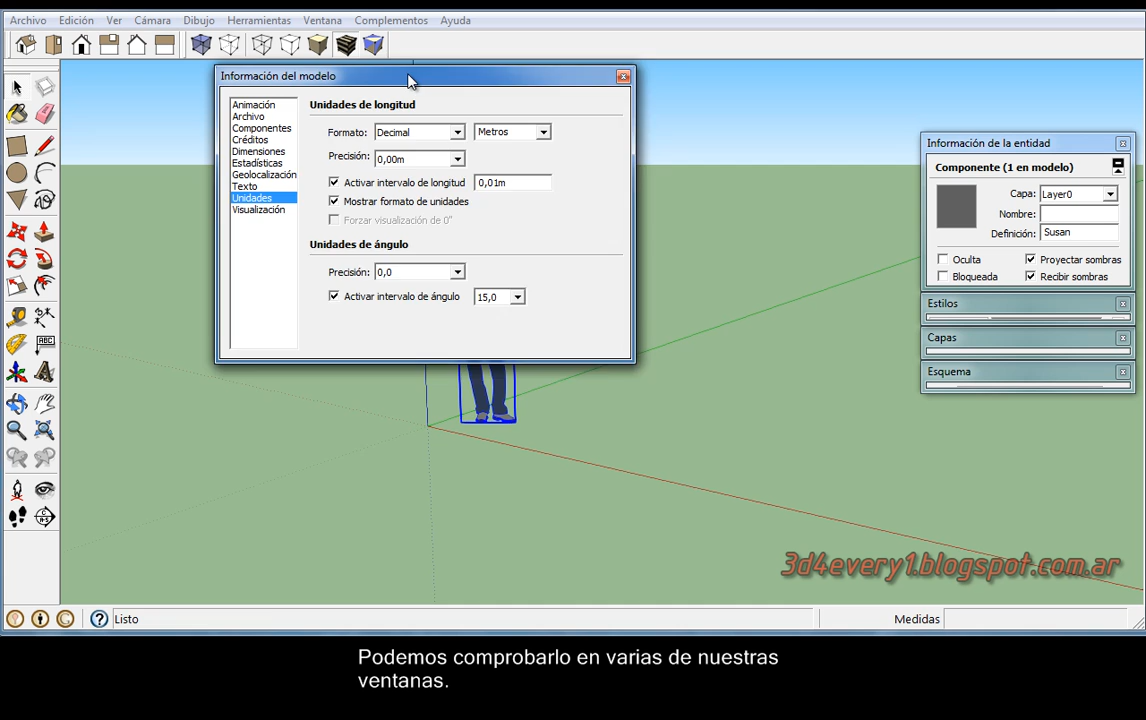 Archivo Edición Ver Cámara Dibujo Herramientas Ventana Complementos Ayuda
Información del modelo
Animación
Archivo
Componentes
Créditos
Dimensiones
Estadísticas
Geolocalización
Texto
Unidades
Visualización
Unidades de longitud
Formato: Decimal Metros
Precisión: 0,00m
Activar intervalo de longitud 0,01m
Mostrar formato de unidades
Forzar visualización de 0"
Unidades de ángulo
Precisión: 0,0
Activar intervalo de ángulo 15,0
Información de la entidad
Componente (1 en modelo)
Capa: Layer0
Nombre:
Definición: Susan
Oculta Proyectar sombras
Bloqueada Recibir sombras
Estilos
Capas
Esquema
ABC
A
3d4every1.blogspot.com.ar
Listo Medidas
Podemos comprobarlo en varias de nuestras
ventanas.